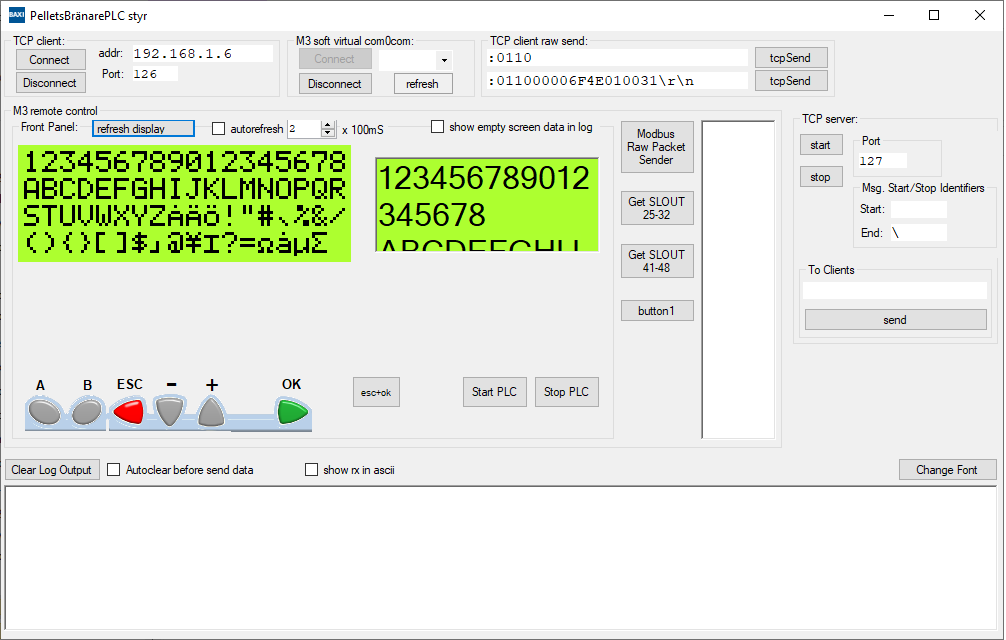 BAXI PelletsBränarePLC styr
TCP client:
Connect
addr: 192.168.1.6
Disconnect
Port: 126
M3 soft virtual com0com:
Connect
Disconnect
refresh
TCP client raw send:
:0110
tcpSend
:011000006F4E010031\r\n
tcpSend
M3 remote control
Front Panel:
refresh display
autorefresh
2
x 100mS
show empty screen data in log
123456789012345678
ABCDEFGHIJKLMNOPQR
(){}[]$
123456789012
345678
ABCDEFGHIJ
Modbus
Raw Packet
Sender
Get SLOUT
25-32
Get SLOUT
41-48
button1
A B ESC − + OK
esc+ok
Start PLC
Stop PLC
TCP server:
start
stop
Port
127
Msg. Start/Stop Identifiers
Start:
End: \
To Clients
send
Clear Log Output
Autoclear before send data
show rx in ascii
Change Font